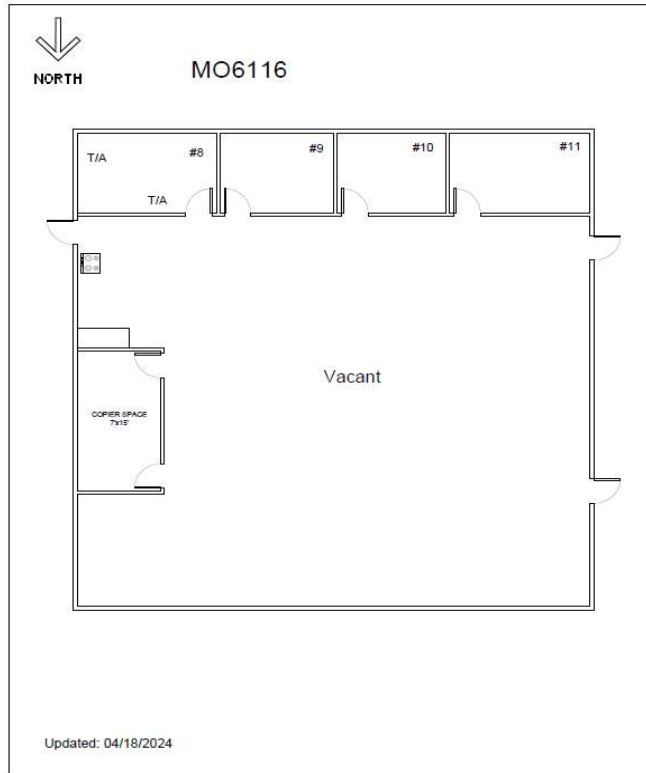 NORTH
MO6116
T/A
#8
#9
#10
#11
T/A
Vacant
COPIER SPACE
7'x15'
Updated: 04/18/2024